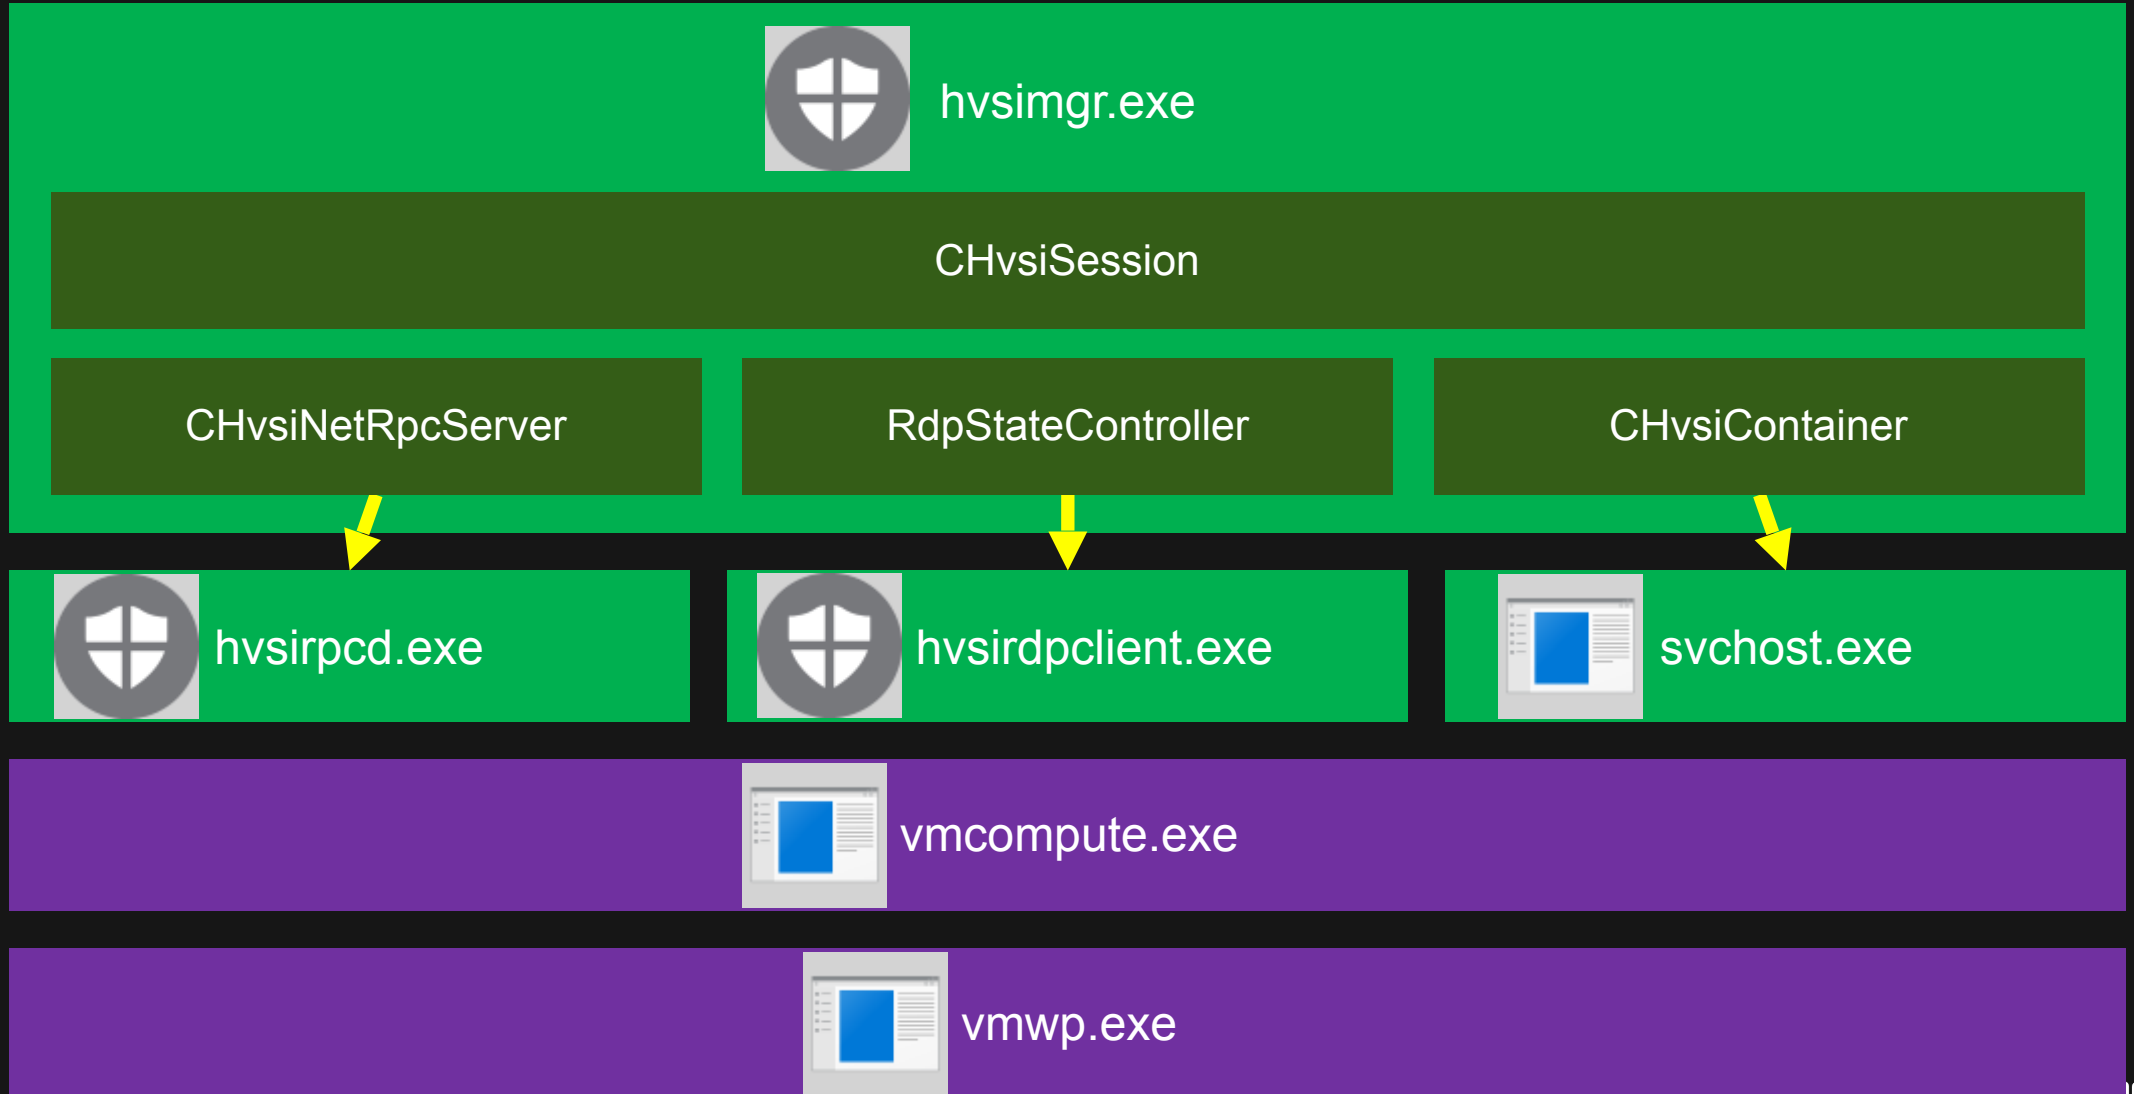 hvsimgr.exe
CHvsiSession
CHvsiNetRpcServer
RdpStateController
CHvsiContainer
hvsirpcd.exe
hvsirdpclient.exe
svchost.exe
vmcompute.exe
vmwp.exe